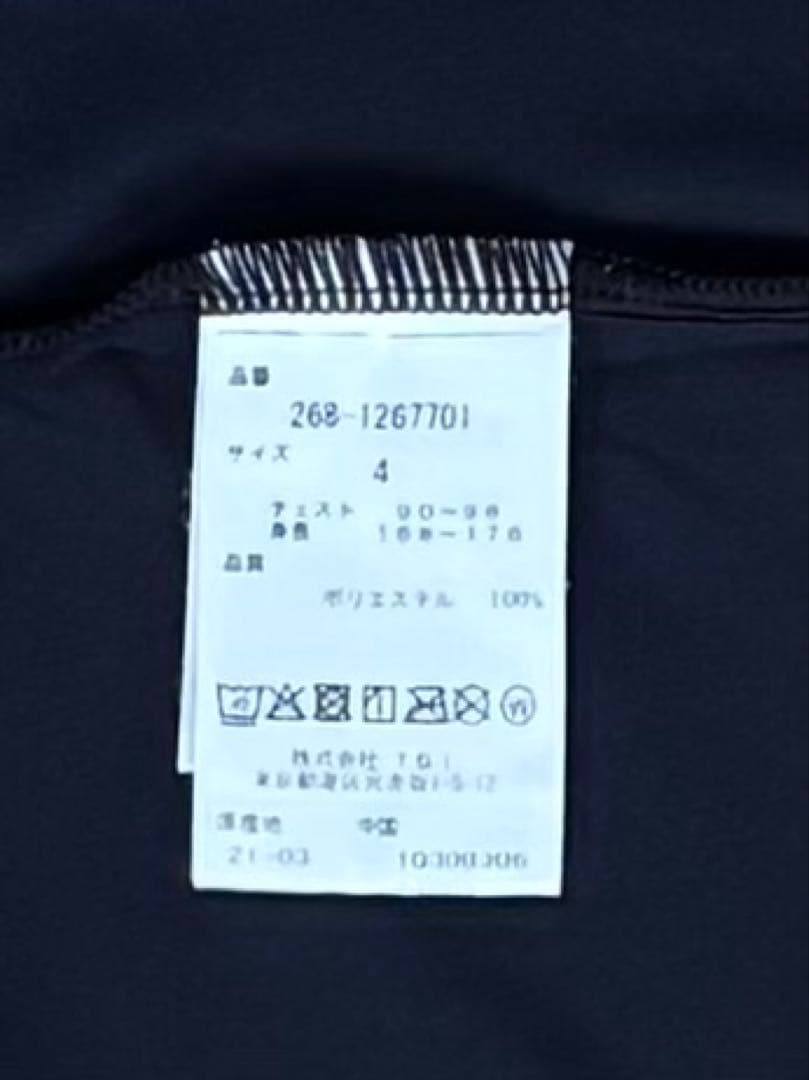 品番
268-1267701
サイズ
4
チェスト 90～98
身長 168～176
品質
ポリエステル 100%
株式会社 TSI
原産地 中国
21-03